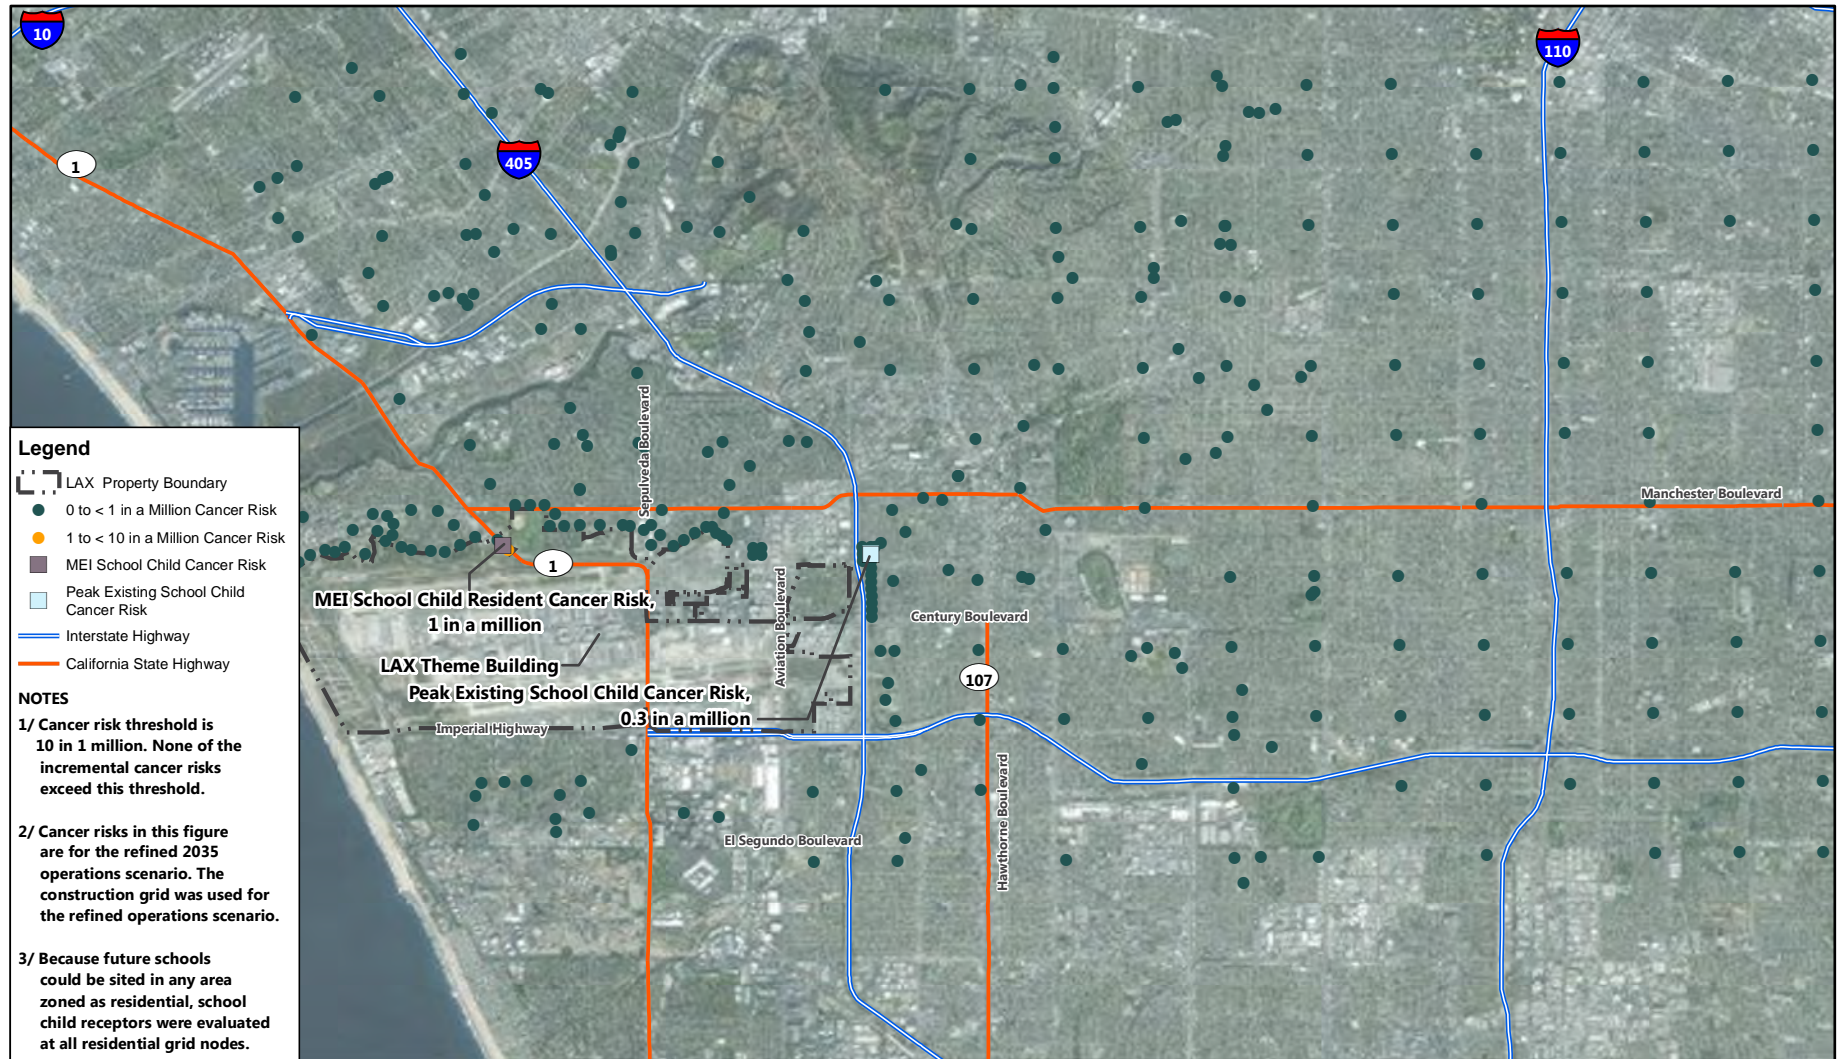 10
110
405
1
Sepulveda Boulevard
Manchester Boulevard
1
MEI School Child Resident Cancer Risk,
1 in a million
Aviation Boulevard
Century Boulevard
LAX Theme Building
107
Peak Existing School Child Cancer Risk,
0.3 in a million
Imperial Highway
Hawthorne Boulevard
El Segundo Boulevard
Legend
LAX Property Boundary
0 to < 1 in a Million Cancer Risk
1 to < 10 in a Million Cancer Risk
MEI School Child Cancer Risk
Peak Existing School Child
Cancer Risk
Interstate Highway
California State Highway
NOTES
1/ Cancer risk threshold is
10 in 1 million. None of the
incremental cancer risks
exceed this threshold.
2/ Cancer risks in this figure
are for the refined 2035
operations scenario. The
construction grid was used for
the refined operations scenario.
3/ Because future schools
could be sited in any area
zoned as residential, school
child receptors were evaluated
at all residential grid nodes.